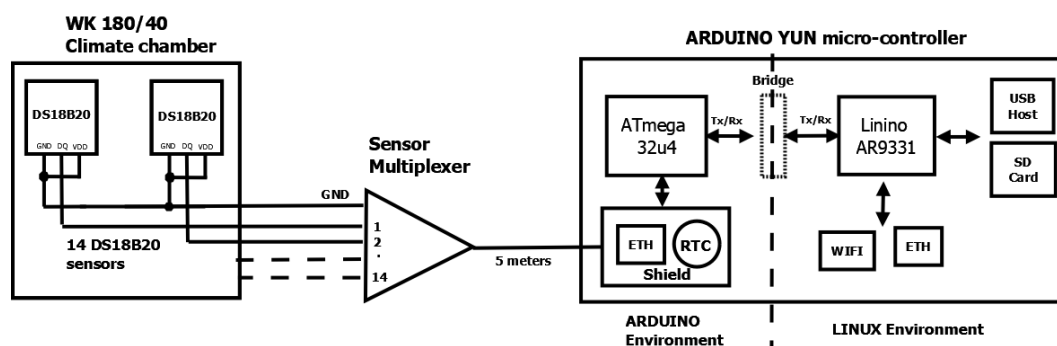 WK 180/40
Climate chamber
DS18B20
GND DQ VDD
DS18B20
GND DQ VDD
14 DS18B20
sensors
Sensor
Multiplexer
GND
1
2
.
14
5 meters
ARDUINO YUN micro-controller
Bridge
ATmega
32u4
Tx/Rx
Tx/Rx
Linino
AR9331
USB
Host
SD
Card
ETH
RTC
Shield
WIFI
ETH
ARDUINO
Environment
LINUX Environment